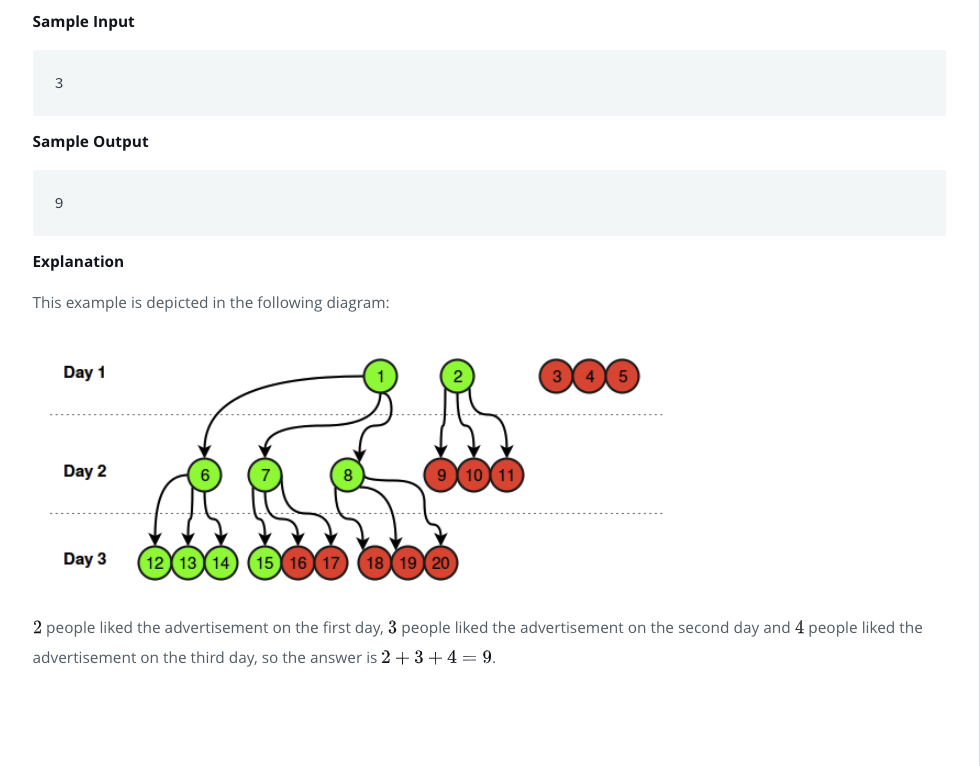 Sample Input
3
Sample Output
9
Explanation
This example is depicted in the following diagram:
Day 1
1 2 3 4 5
Day 2
6 7 8 9 10 11
Day 3
12 13 14 15 16 17 18 19 20
2 people liked the advertisement on the first day, 3 people liked the advertisement on the second day and 4 people liked the
advertisement on the third day, so the answer is 2 + 3 + 4 = 9.